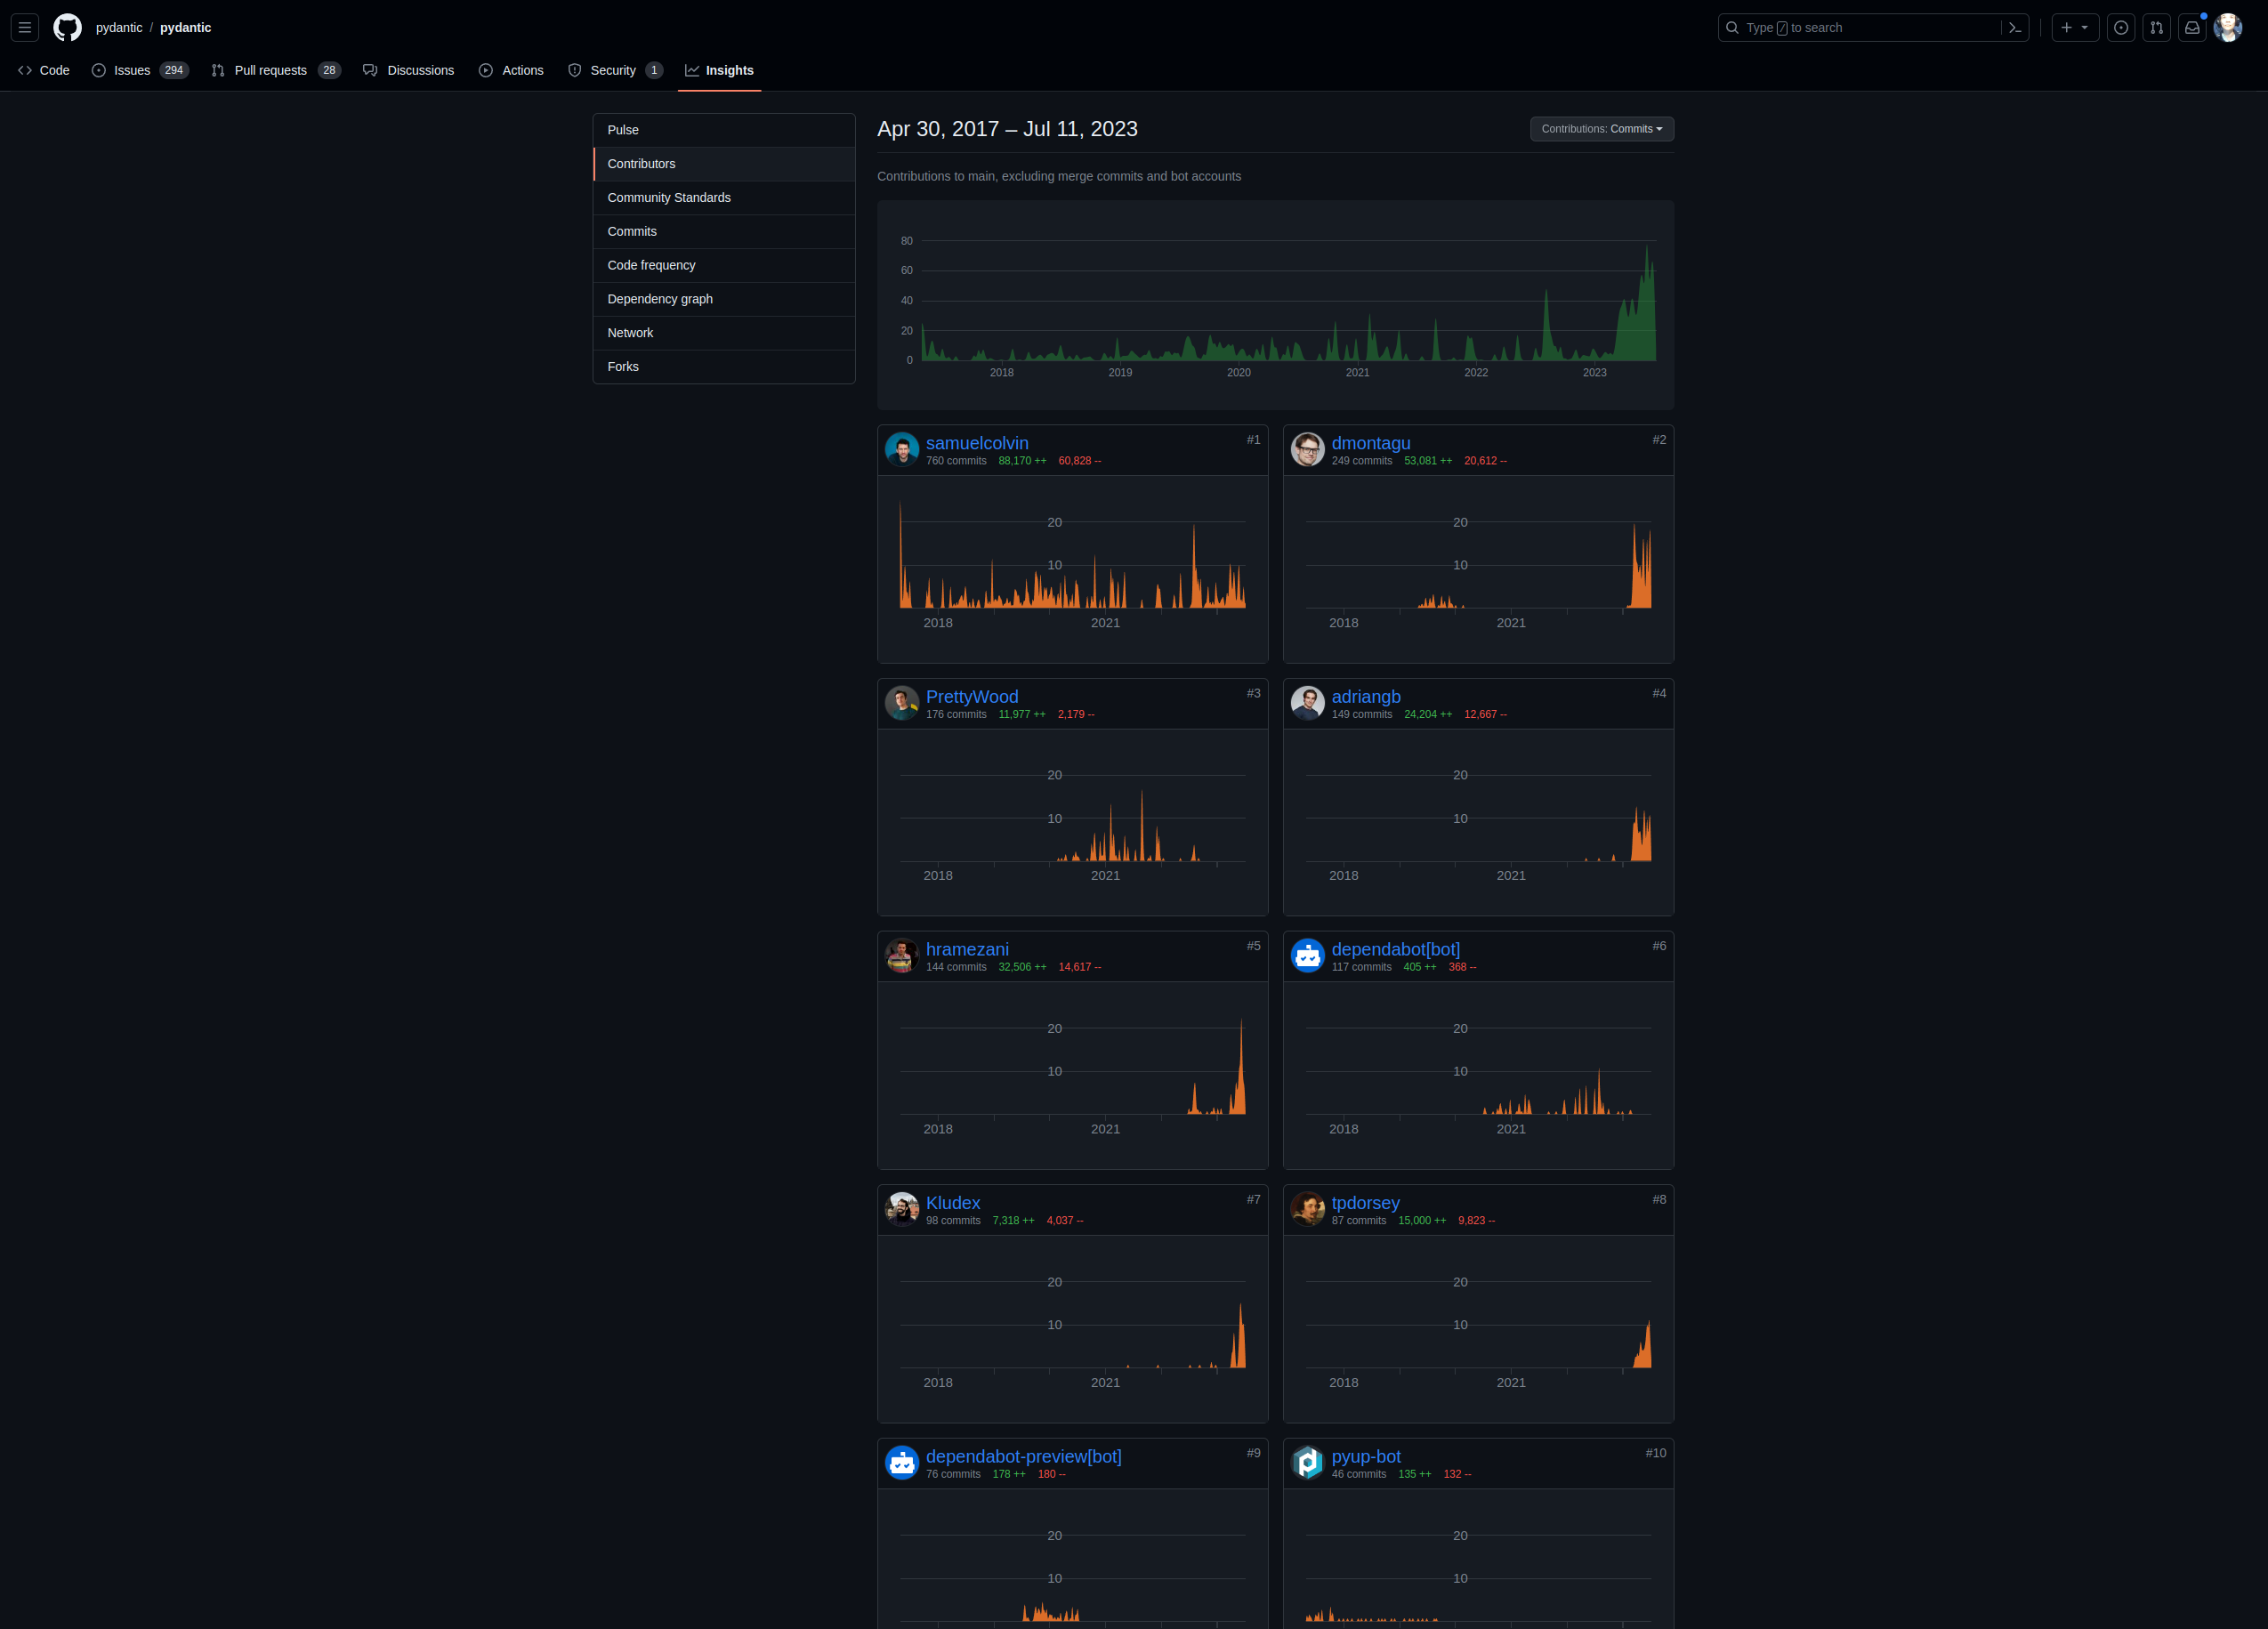 pydantic / pydantic
Type / to search
Code Issues 294 Pull requests 28 Discussions Actions Security 1 Insights
Pulse
Contributors
Community Standards
Commits
Code frequency
Dependency graph
Network
Forks
Apr 30, 2017 – Jul 11, 2023
Contributions: Commits
Contributions to main, excluding merge commits and bot accounts
80
60
40
20
0
2018 2019 2020 2021 2022 2023
samuelcolvin #1
760 commits 88,170 ++ 60,828 --
20
10
2018 2021
dmontagu #2
249 commits 53,081 ++ 20,612 --
20
10
2018 2021
PrettyWood #3
176 commits 11,977 ++ 2,179 --
20
10
2018 2021
adriangb #4
149 commits 24,204 ++ 12,667 --
20
10
2018 2021
hramezani #5
144 commits 32,506 ++ 14,617 --
20
10
2018 2021
dependabot[bot] #6
117 commits 405 ++ 368 --
20
10
2018 2021
Kludex #7
98 commits 7,318 ++ 4,037 --
20
10
2018 2021
tpdorsey #8
87 commits 15,000 ++ 9,823 --
20
10
2018 2021
dependabot-preview[bot] #9
76 commits 178 ++ 180 --
20
10
pyup-bot #10
46 commits 135 ++ 132 --
20
10